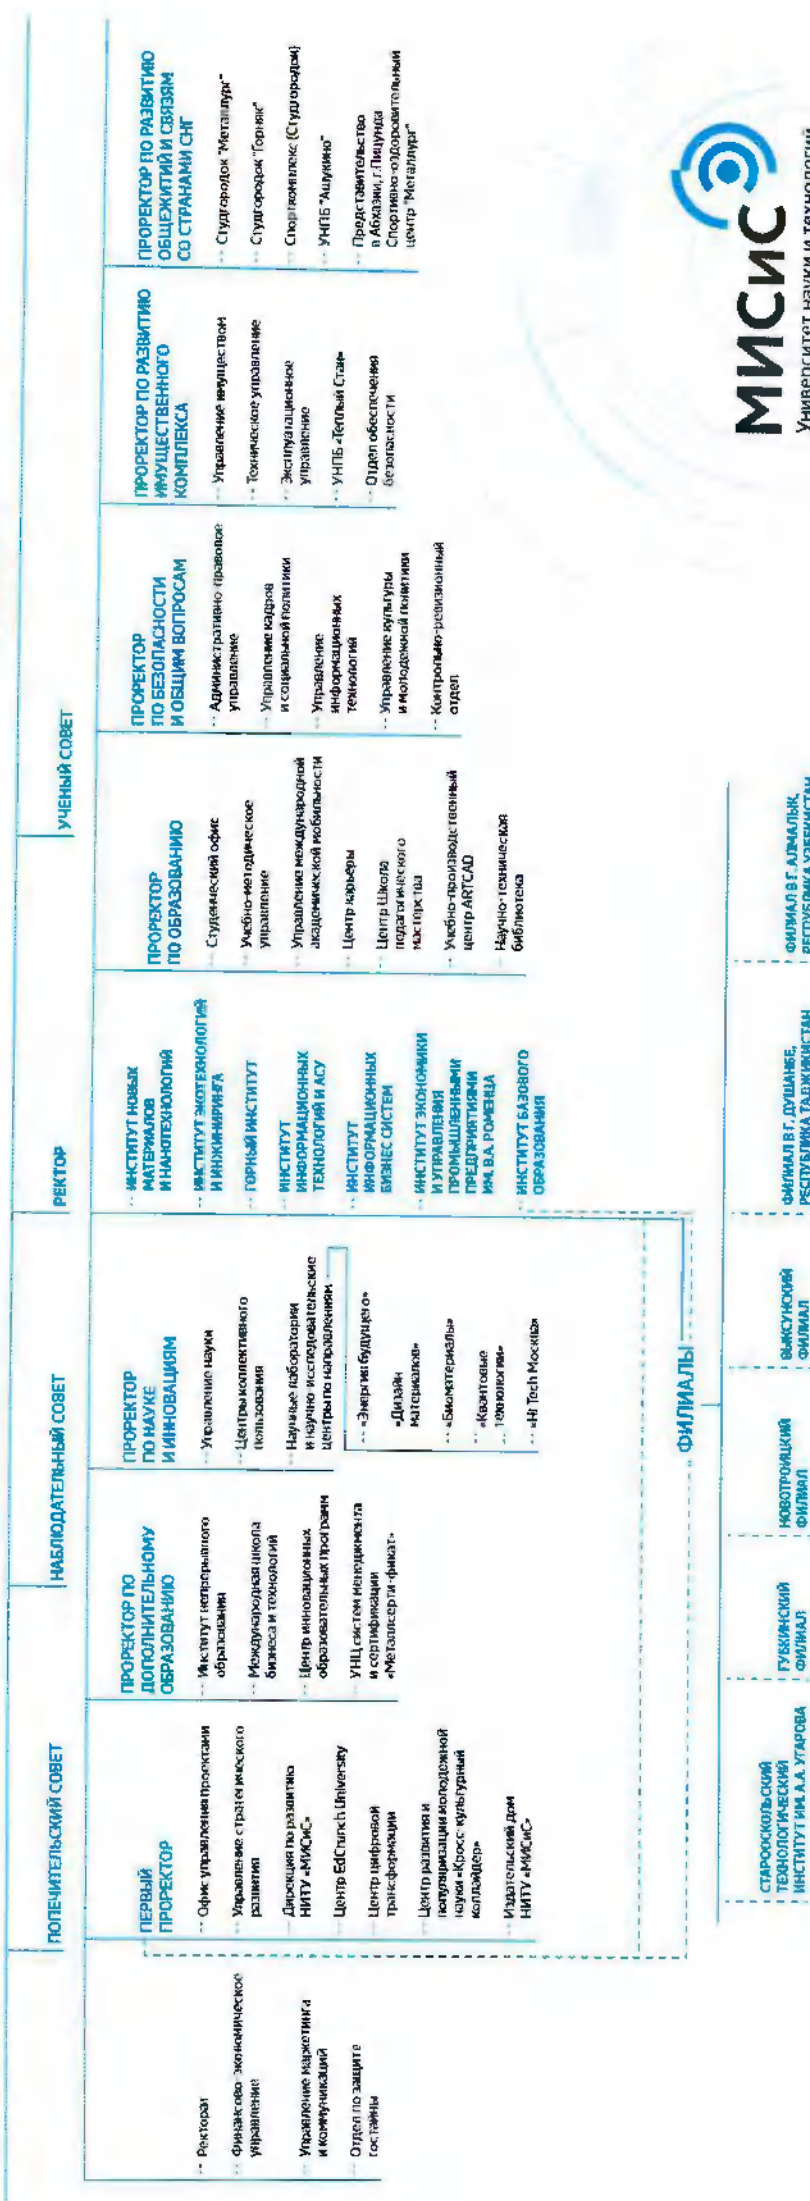 ПОПЕЧИТЕЛЬСКИЙ СОВЕТ
НАБЛЮДАТЕЛЬНЫЙ СОВЕТ
РЕКТОР
УЧЕНЫЙ СОВЕТ
-- Ректорат
-- Финансово-экономическое
управление
-- Управление маркетинга
и коммуникаций
-- Отдел по защите
гостайны
ПЕРВЫЙ
ПРОРЕКТОР
-- Офис управления проектами
-- Управление стратегического
развития
-- Дирекция по развитию
НИТУ «МИСиС»
-- Центр EdCrunch University
-- Центр цифровой
трансформации
-- Центр развития и
популяризации молодежной
науки «Кросс-культурный
коллайдер»
-- Издательский дом
НИТУ «МИСиС»
ПРОРЕКТОР ПО
ДОПОЛНИТЕЛЬНОМУ
ОБРАЗОВАНИЮ
-- Институт непрерывного
образования
-- Международная школа
бизнеса и технологий
-- Центр инновационных
образовательных программ
-- УНЦ систем менеджмента
и сертификации
«Металлсертификат»
ПРОРЕКТОР
ПО НАУКЕ
И ИННОВАЦИЯМ
-- Управление науки
-- Центры коллективного
пользования
-- Научные лаборатории
и научно-исследовательские
центры по направлениям
-- «Энергия будущего»
«Дизайн
материалов»
-- «Биоматериалы»
-- «Квантовые
технологии»
-- «Hi Tech Москва»
-- ИНСТИТУТ НОВЫХ
МАТЕРИАЛОВ
И НАНОТЕХНОЛОГИЙ
-- ИНСТИТУТ ЭКОТЕХНОЛОГИЙ
И ИНЖИНИРИНГА
-- ГОРНЫЙ ИНСТИТУТ
-- ИНСТИТУТ
ИНФОРМАЦИОННЫХ
ТЕХНОЛОГИЙ И АСУ
-- ИНСТИТУТ
ИНФОРМАЦИОННЫХ
БИЗНЕС СИСТЕМ
-- ИНСТИТУТ ЭКОНОМИКИ
И УПРАВЛЕНИЯ
ПРОМЫШЛЕННЫМИ
ПРЕДПРИЯТИЯМИ
ИМ. В.А. РОМЕНЦА
-- ИНСТИТУТ БАЗОВОГО
ОБРАЗОВАНИЯ
ПРОРЕКТОР
ПО ОБРАЗОВАНИЮ
-- Студенческий офис
-- Учебно-методическое
управление
-- Управление международной
академической мобильности
-- Центр карьеры
-- Центр Школа
педагогического
мастерства
-- Учебно-производственный
центр ARTCAD
-- Научно-техническая
библиотека
ПРОРЕКТОР
ПО БЕЗОПАСНОСТИ
И ОБЩИМ ВОПРОСАМ
-- Административно-правовое
управление
-- Управление кадров
и социальной политики
-- Управление
информационных
технологий
-- Управление культуры
и молодежной политики
-- Контрольно-ревизионный
отдел
ПРОРЕКТОР ПО РАЗВИТИЮ
ИМУЩЕСТВЕННОГО
КОМПЛЕКСА
-- Управление имуществом
-- Техническое управление
-- Эксплуатационное
управление
-- УНПБ «Теплый Стан»
-- Отдел обеспечения
безопасности
ПРОРЕКТОР ПО РАЗВИТИЮ
ОБЩЕЖИТИЙ И СВЯЗЯМ
СО СТРАНАМИ СНГ
-- Студгородок "Металлург"
-- Студгородок "Горняк"
-- Спорткомплекс (Студгородок)
-- УНПБ "Ашукино"
-- Представительство
в Абхазии, г.Пицунда
Спортивно-оздоровительный
центр "Металлург"
ФИЛИАЛЫ
СТАРООСКОЛЬСКИЙ
ТЕХНОЛОГИЧЕСКИЙ
ИНСТИТУТ ИМ. А.А. УГАРОВА
ГУБКИНСКИЙ
ФИЛИАЛ
НОВОТРОИЦКИЙ
ФИЛИАЛ
ВЫКСУНСКИЙ
ФИЛИАЛ
ФИЛИАЛ В Г. ДУШАНБЕ,
РЕСПУБЛИКА ТАДЖИКИСТАН
ФИЛИАЛ В Г. АЛМАЛЫК,
РЕСПУБЛИКА УЗБЕКИСТАН
МИСиС
Университет науки и технологий